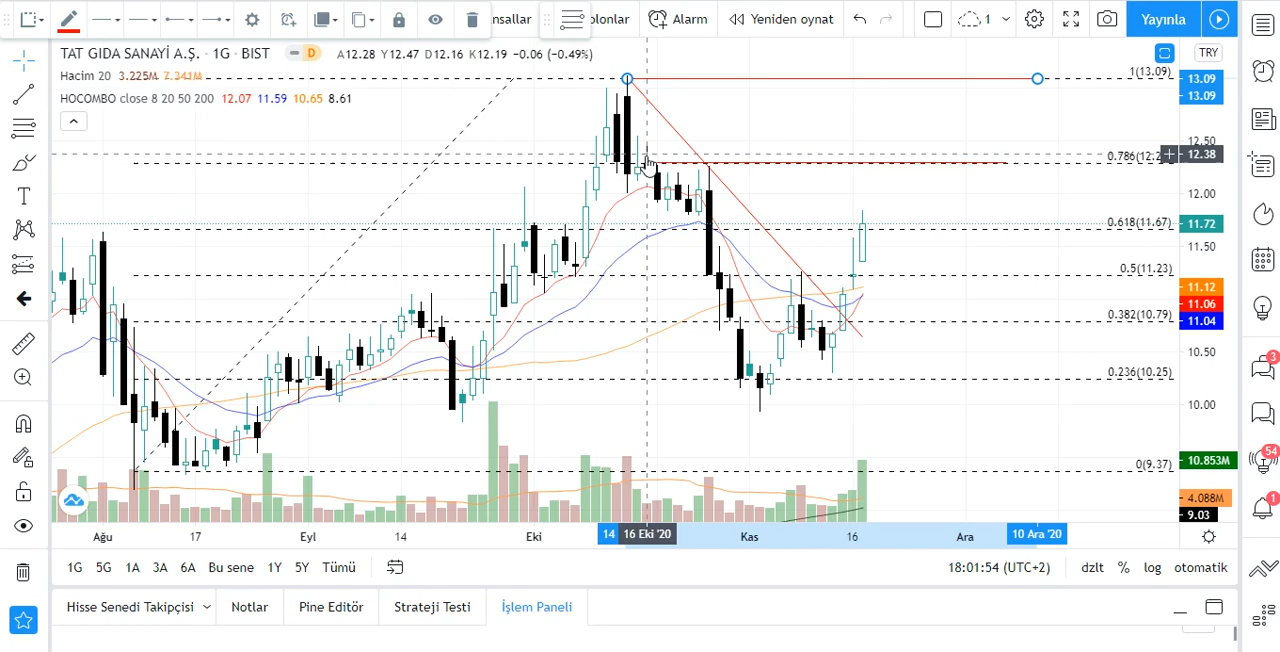 nsallar
olonlar
Alarm
Yeniden oynat
1
Yayınla
TAT GIDA SANAYİ A.Ş. · 1G · BIST
D
A12.28 Y12.47 D12.16 K12.19 −0.06 (−0.49%)
TRY
Hacim 20 3.225M 7.341M
HOCOMBO close 8 20 50 200 12.07 11.59 10.65 8.61
1(13.09)
13.09
13.09
12.50
12.38
12.00
0.618(11.67)
11.72
11.50
0.5(11.23)
11.12
11.06
0.382(10.79)
11.04
10.50
0.236(10.25)
10.00
0(9.37)
10.853M
4.088M
9.03
3
54
1
Ağu
17
Eyl
14
Eki
14
16 Eki '20
Kas
16
Ara
10 Ara '20
1G
5G
1A
3A
6A
Bu sene
1Y
5Y
Tümü
18:01:54 (UTC+2)
dzlt
%
log
otomatik
Hisse Senedi Takipçisi
Notlar
Pine Editör
Strateji Testi
İşlem Paneli